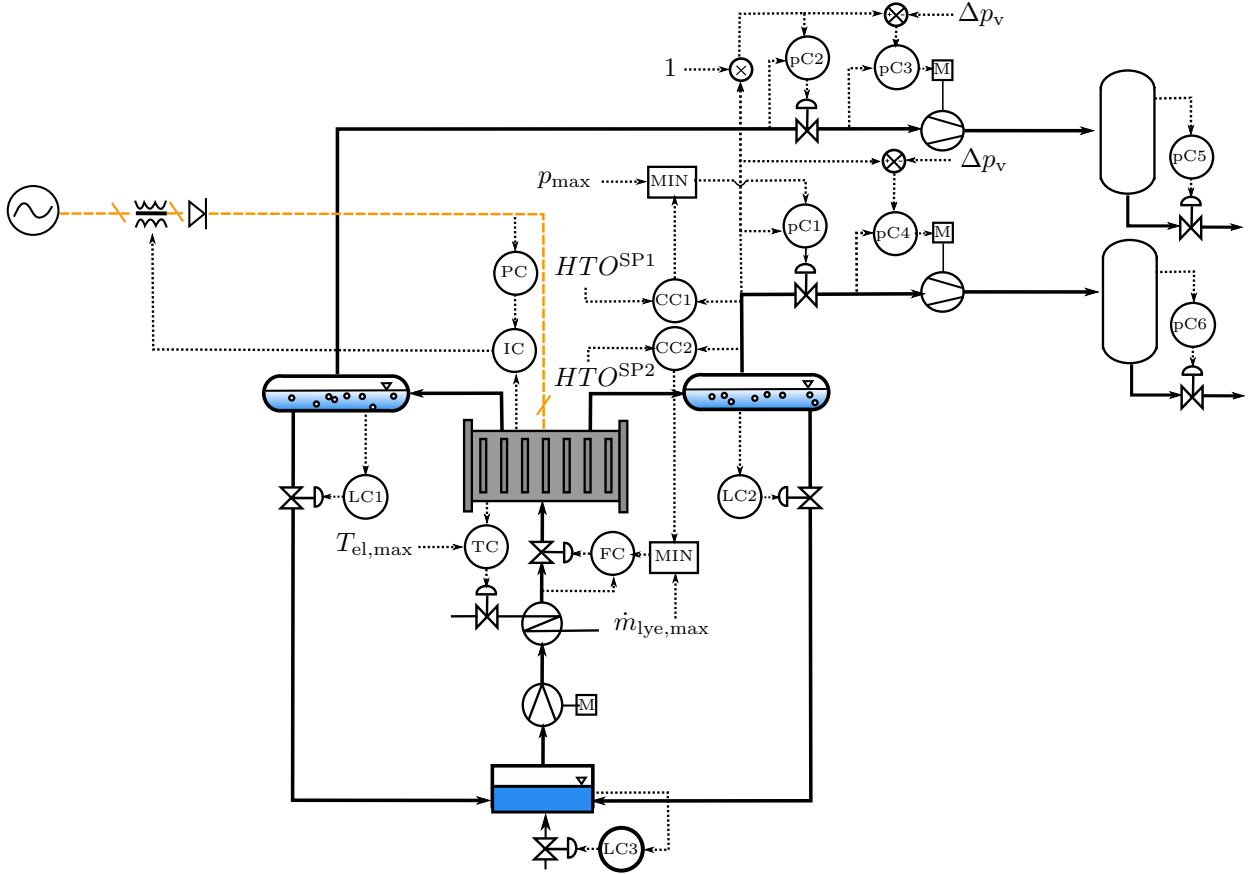 Δp_v
1
pC2
pC3
M
pC5
Δp_v
p_max
MIN
pC1
pC4
M
PC
HTO^SP1
CC1
pC6
IC
CC2
HTO^SP2
LC1
LC2
T_el,max
TC
FC
MIN
ṁ_lye,max
M
LC3